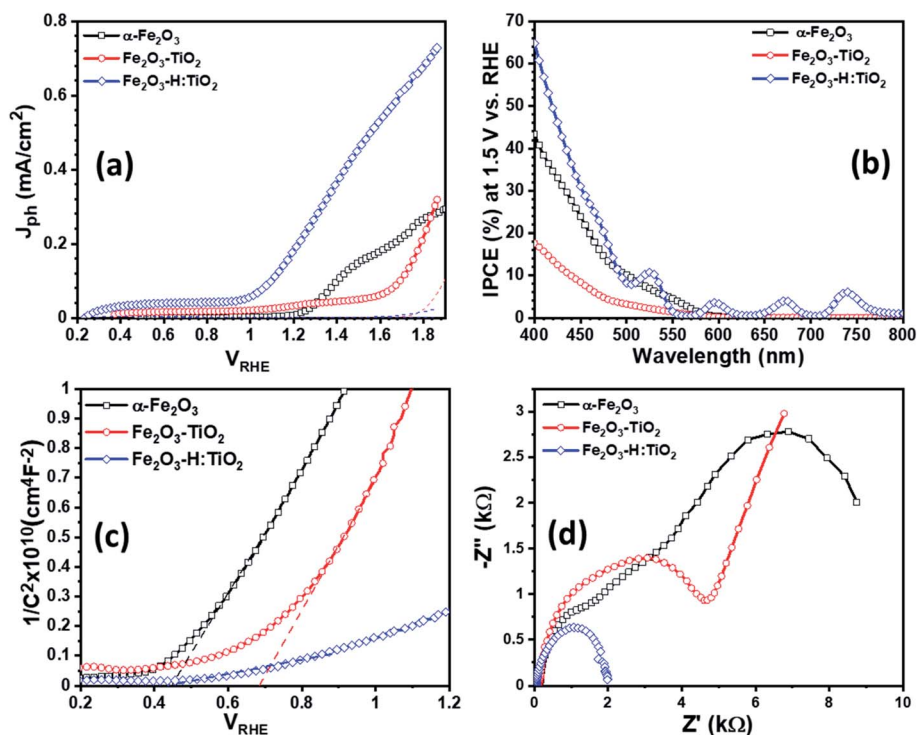 (a)
α-Fe₂O₃
Fe₂O₃-TiO₂
Fe₂O₃-H:TiO₂
Jph (mA/cm²)
0.8
0.6
0.4
0.2
0
0.2 0.4 0.6 0.8 1 1.2 1.4 1.6 1.8
VRHE
(b)
α-Fe₂O₃
Fe₂O₃-TiO₂
Fe₂O₃-H:TiO₂
IPCE (%) at 1.5 V vs. RHE
70
60
50
40
30
20
10
0
400 450 500 550 600 650 700 750 800
Wavelength (nm)
(c)
α-Fe₂O₃
Fe₂O₃-TiO₂
Fe₂O₃-H:TiO₂
1/C²x10¹⁰(cm⁴F-²)
1
0.9
0.8
0.7
0.6
0.5
0.4
0.3
0.2
0.1
0
0.2 0.4 0.6 0.8 1 1.2
VRHE
(d)
α-Fe₂O₃
Fe₂O₃-TiO₂
Fe₂O₃-H:TiO₂
-Z" (kΩ)
3
2.5
2
1.5
1
0.5
0
0 2 4 6 8 10
Z' (kΩ)